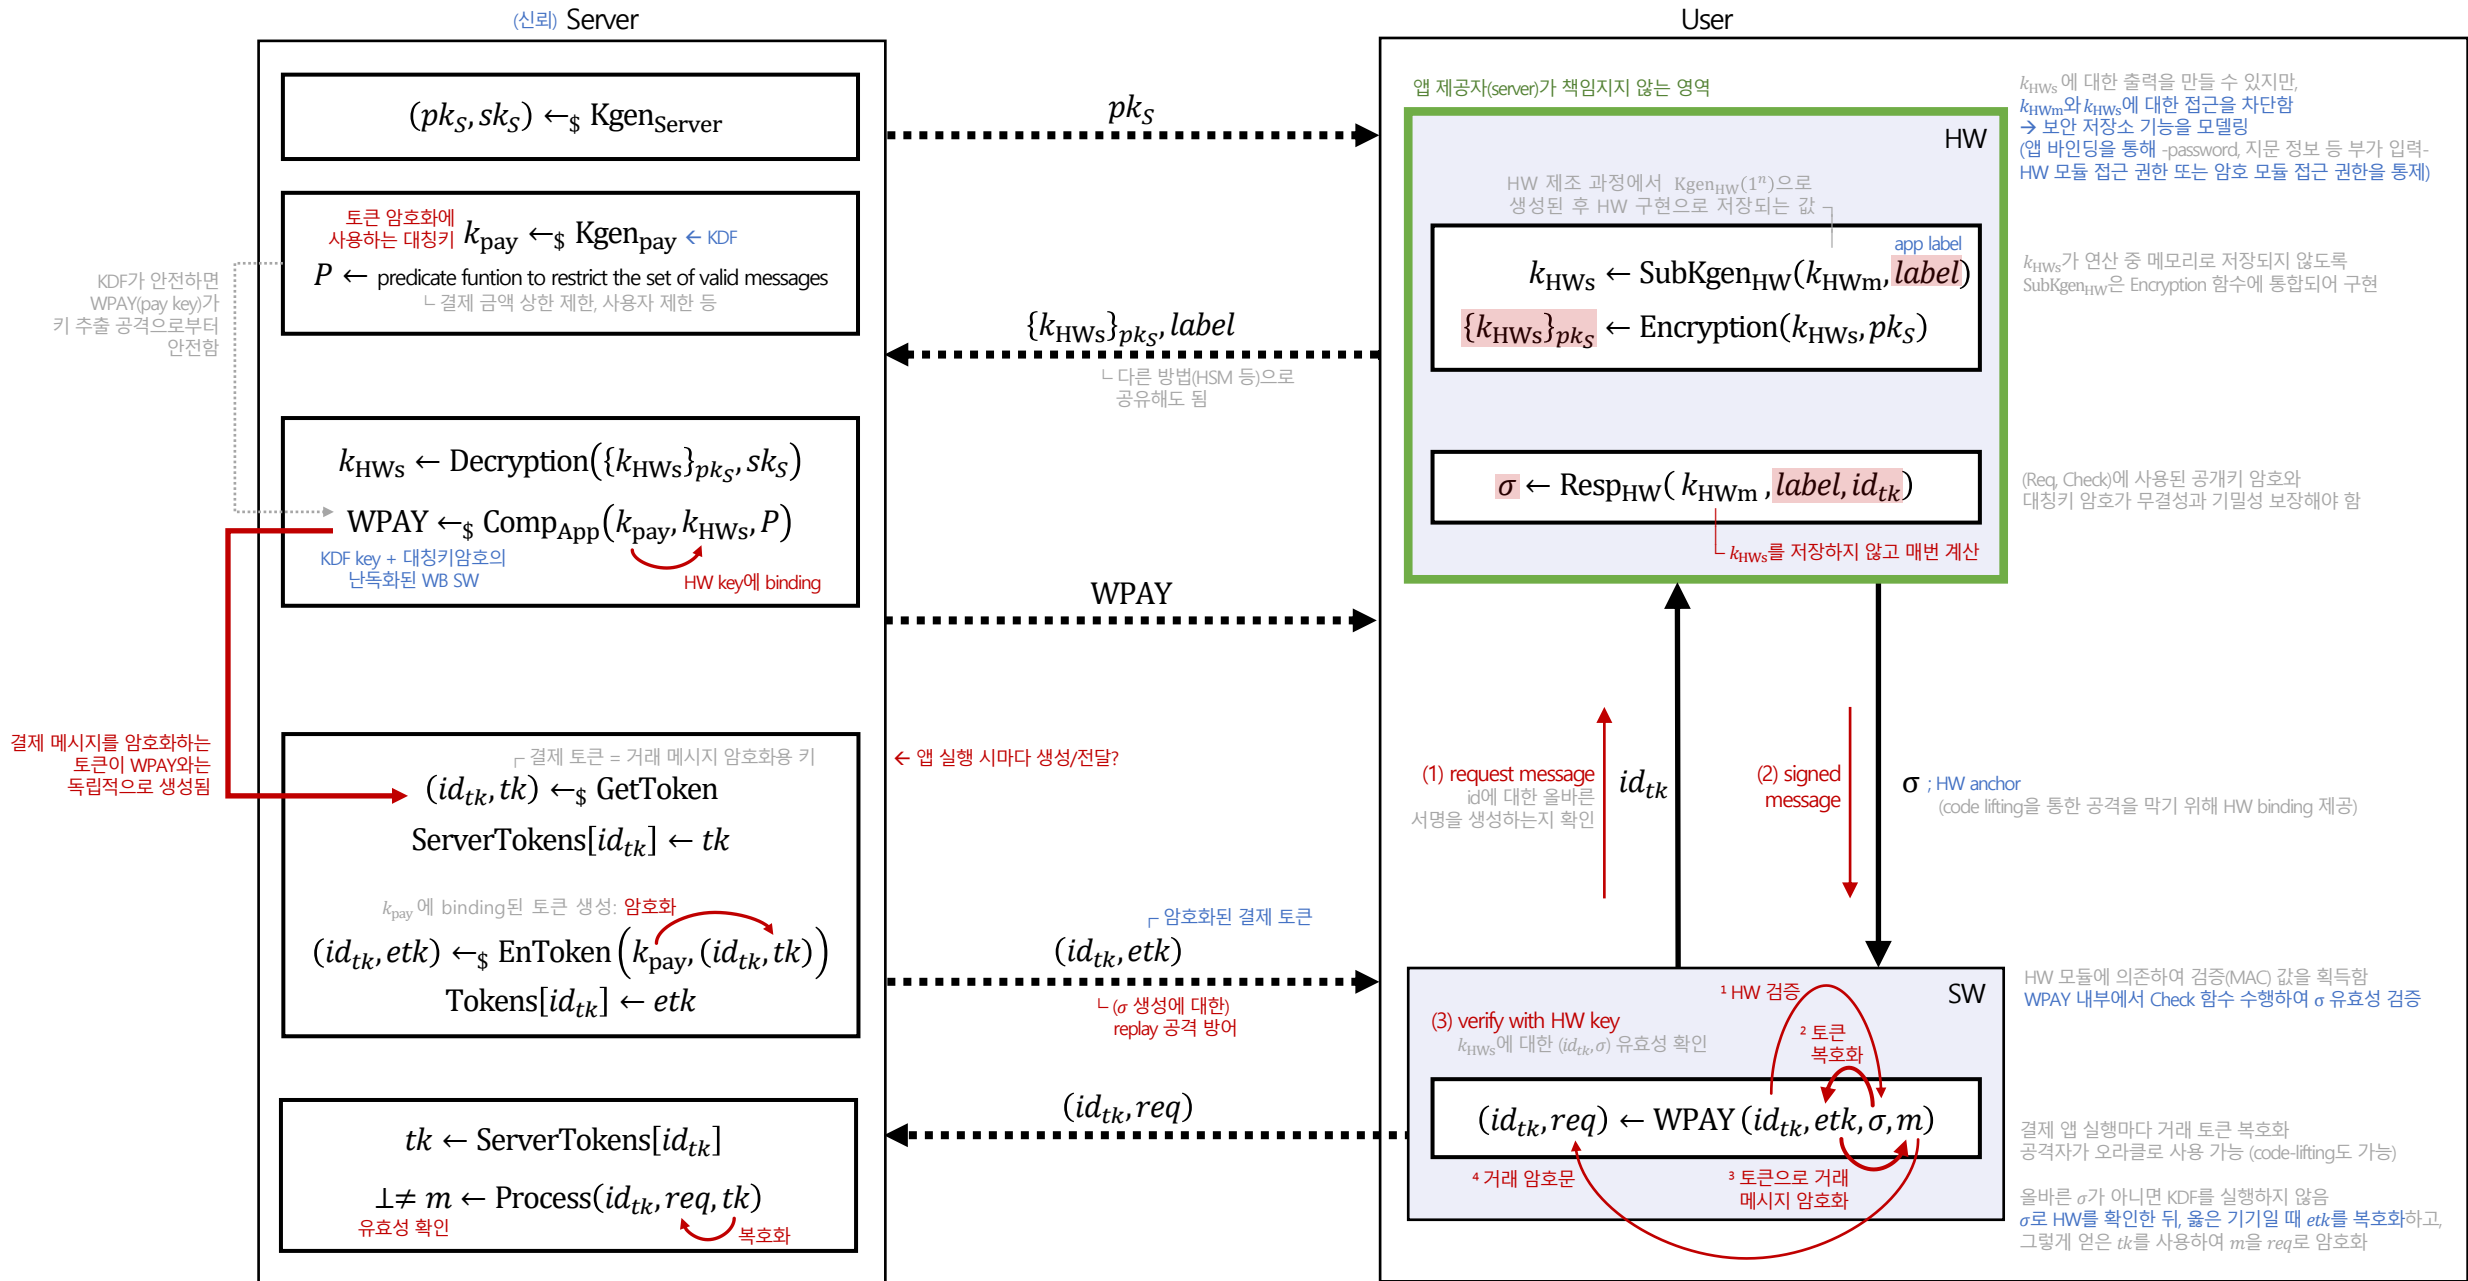 (신뢰) Server
(pk_S, sk_S) ←$ Kgen_Server
토큰 암호화에
사용하는 대칭키 k_pay ←$ Kgen_pay ← KDF
P ← predicate funtion to restrict the set of valid messages
ㄴ 결제 금액 상한 제한, 사용자 제한 등
KDF가 안전하면
WPAY(pay key)가
키 추출 공격으로부터
안전함
k_HWs ← Decryption({k_HWs}_pk_S, sk_S)
WPAY ←$ Comp_App(k_pay, k_HWs, P)
KDF key + 대칭키암호의
난독화된 WB SW
HW key에 binding
결제 메시지를 암호화하는
토큰이 WPAY와는
독립적으로 생성됨
┌ 결제 토큰 = 거래 메시지 암호화용 키
(id_tk, tk) ←$ GetToken
ServerTokens[id_tk] ← tk
k_pay 에 binding된 토큰 생성: 암호화
(id_tk, etk) ←$ EnToken(k_pay, (id_tk, tk))
Tokens[id_tk] ← etk
tk ← ServerTokens[id_tk]
⊥≠ m ← Process(id_tk, req, tk)
유효성 확인
복호화
pk_S
{k_HWs}_pk_S, label
ㄴ 다른 방법(HSM 등)으로
공유해도 됨
WPAY
← 앱 실행 시마다 생성/전달?
┌ 암호화된 결제 토큰
(id_tk, etk)
ㄴ (σ 생성에 대한)
replay 공격 방어
(id_tk, req)
User
앱 제공자(server)가 책임지지 않는 영역
HW
HW 제조 과정에서 Kgen_HW(1^n)으로
생성된 후 HW 구현으로 저장되는 값 ┐
app label
k_HWs ← SubKgen_HW(k_HWm, label)
{k_HWs}_pk_S ← Encryption(k_HWs, pk_S)
σ ← Resp_HW( k_HWm , label, id_tk)
ㄴ k_HWs를 저장하지 않고 매번 계산
k_HWs 에 대한 출력을 만들 수 있지만,
k_HWm와 k_HWs에 대한 접근을 차단함
→ 보안 저장소 기능을 모델링
(앱 바인딩을 통해 -password, 지문 정보 등 부가 입력-
HW 모듈 접근 권한 또는 암호 모듈 접근 권한을 통제)
k_HWs가 연산 중 메모리로 저장되지 않도록
SubKgen_HW은 Encryption 함수에 통합되어 구현
(Req, Check)에 사용된 공개키 암호와
대칭키 암호가 무결성과 기밀성 보장해야 함
(1) request message
id에 대한 올바른
서명을 생성하는지 확인
id_tk
(2) signed
message
σ ; HW anchor
(code lifting을 통한 공격을 막기 위해 HW binding 제공)
SW
¹ HW 검증
(3) verify with HW key
k_HWs에 대한 (id_tk, σ) 유효성 확인
² 토큰
복호화
(id_tk, req) ← WPAY (id_tk, etk, σ, m)
⁴ 거래 암호문
³ 토큰으로 거래
메시지 암호화
HW 모듈에 의존하여 검증(MAC) 값을 획득함
WPAY 내부에서 Check 함수 수행하여 σ 유효성 검증
결제 앱 실행마다 거래 토큰 복호화
공격자가 오라클로 사용 가능 (code-lifting도 가능)
올바른 σ가 아니면 KDF를 실행하지 않음
σ로 HW를 확인한 뒤, 옳은 기기일 때 etk를 복호화하고,
그렇게 얻은 tk를 사용하여 m을 req로 암호화